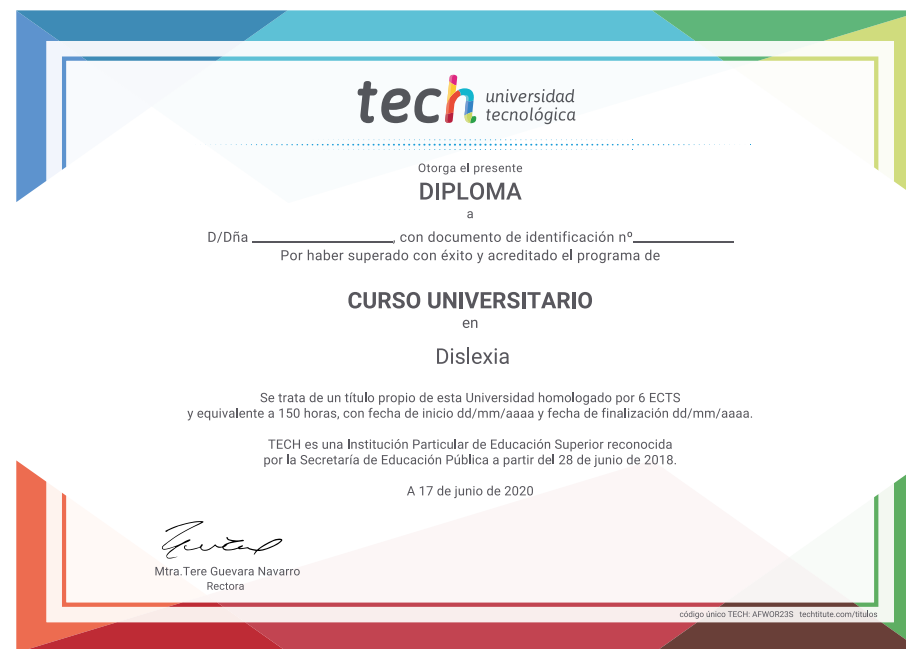 tech universidad
tecnológica
Otorga el presente
DIPLOMA
a
D/Dña ____________________, con documento de identificación nº______________
Por haber superado con éxito y acreditado el programa de
CURSO UNIVERSITARIO
en
Dislexia
Se trata de un título propio de esta Universidad homologado por 6 ECTS
y equivalente a 150 horas, con fecha de inicio dd/mm/aaaa y fecha de finalización dd/mm/aaaa.
TECH es una Institución Particular de Educación Superior reconocida
por la Secretaría de Educación Pública a partir del 28 de junio de 2018.
A 17 de junio de 2020
Mtra.Tere Guevara Navarro
Rectora
código único TECH: AFWOR23S techtitute.com/titulos